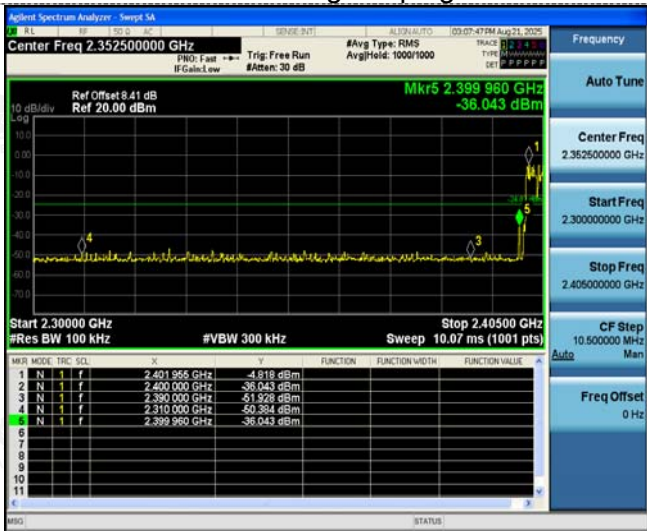 Agilent Spectrum Analyzer - Swept SA
RL RF 50 Ω AC SENSE:INT ALIGNAUTO 03:07:47 PM Aug 21, 2025
Center Freq 2.352500000 GHz
PNO: Fast
IFGain:Low
Trig: Free Run
#Atten: 30 dB
#Avg Type: RMS
Avg|Hold: 1000/1000
TRACE 1 2 3 4 5 6
TYPE MWWWWW
DET P P P P P P
Ref Offset 8.41 dB
Ref 20.00 dBm
10 dB/div
Log
Mkr5 2.399 960 GHz
-36.043 dBm
10.0
0.00
-10.0
-20.0
-30.0
-40.0
-50.0
-60.0
-70.0
1
5
3
4
Start 2.30000 GHz
Stop 2.40500 GHz
#Res BW 100 kHz
#VBW 300 kHz
Sweep 10.07 ms (1001 pts)
MKR MODE TRC SCL X Y FUNCTION FUNCTION WIDTH FUNCTION VALUE
1 N 1 f 2.401 955 GHz -4.818 dBm
2 N 1 f 2.400 000 GHz -36.043 dBm
3 N 1 f 2.390 000 GHz -51.928 dBm
4 N 1 f 2.310 000 GHz -50.384 dBm
5 N 1 f 2.399 960 GHz -36.043 dBm
6
7
8
9
10
11
MSG STATUS
Frequency
Auto Tune
Center Freq
2.352500000 GHz
Start Freq
2.300000000 GHz
Stop Freq
2.405000000 GHz
CF Step
10.500000 MHz
Auto Man
Freq Offset
0 Hz